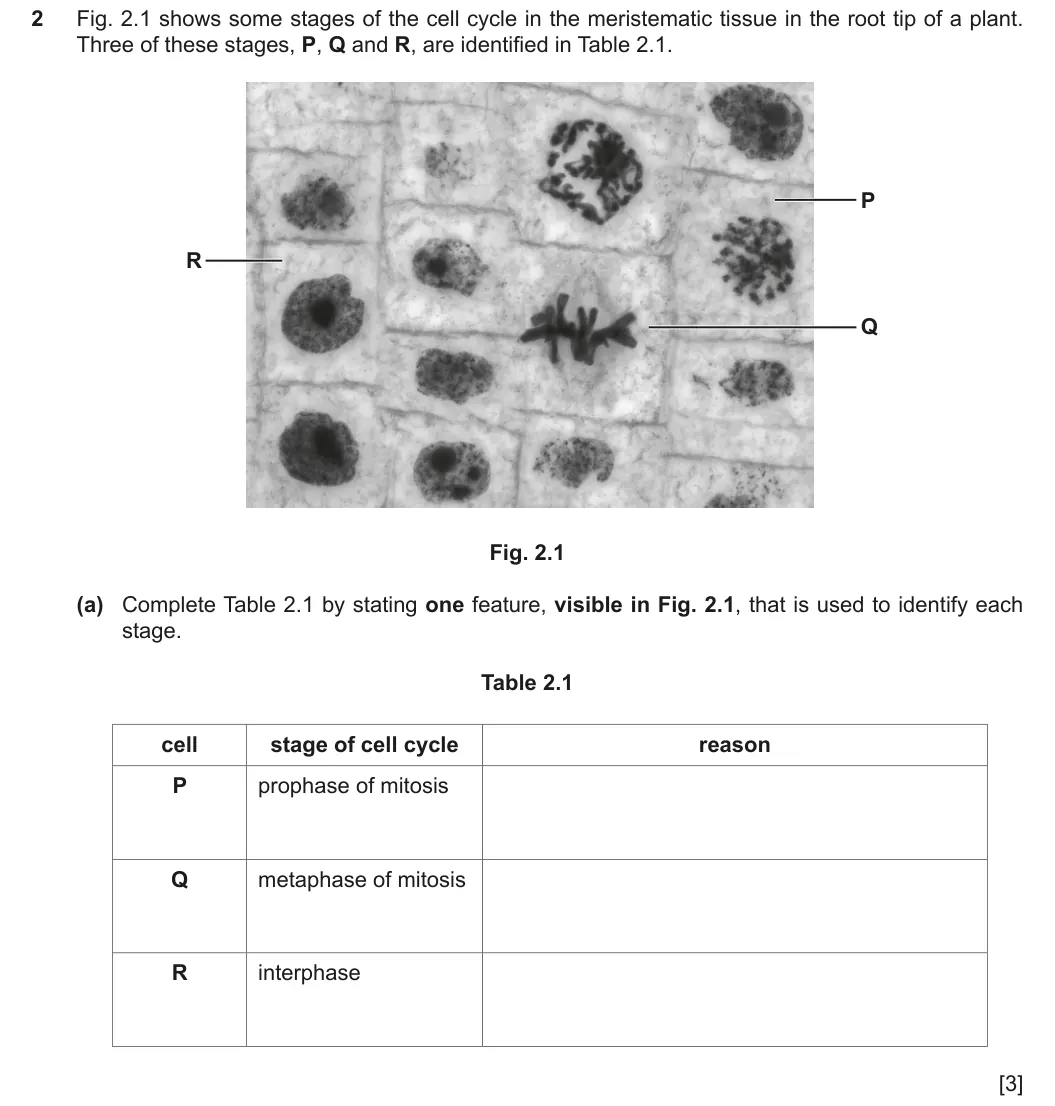 2 Fig. 2.1 shows some stages of the cell cycle in the meristematic tissue in the root tip of a plant.
Three of these stages, P, Q and R, are identified in Table 2.1.
P
R
Q
Fig. 2.1
(a) Complete Table 2.1 by stating one feature, visible in Fig. 2.1, that is used to identify each
stage.
Table 2.1
cell stage of cell cycle reason
P prophase of mitosis
Q metaphase of mitosis
R interphase
[3]